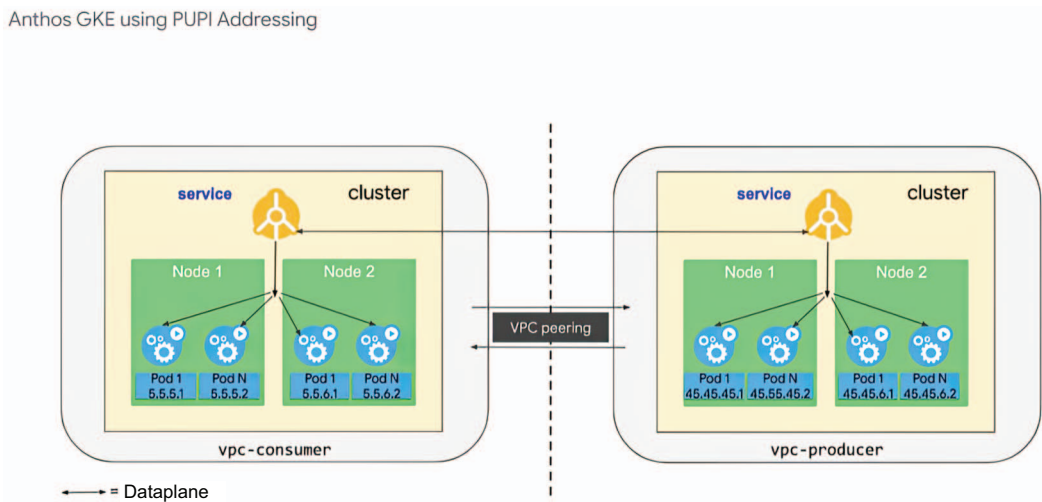 Anthos GKE using PUPI Addressing
service
cluster
Node 1
Node 2
Pod 1
5.5.5.1
Pod N
5.5.5.2
Pod 1
5.5.6.1
Pod N
5.5.6.2
vpc-consumer
VPC peering
service
cluster
Node 1
Node 2
Pod 1
45.45.45.1
Pod N
45.55.45.2
Pod 1
45.45.6.1
Pod N
45.45.6.2
vpc-producer
= Dataplane